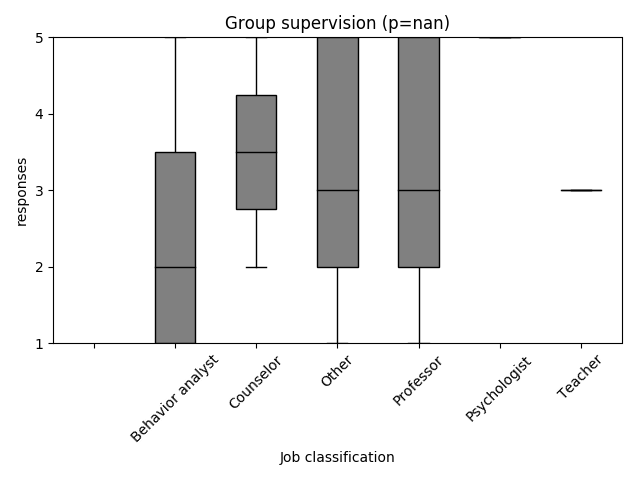 Group supervision (p=nan)
5
4
3
2
1
responses
Behavior analyst
Counselor
Other
Professor
Psychologist
Teacher
Job classification